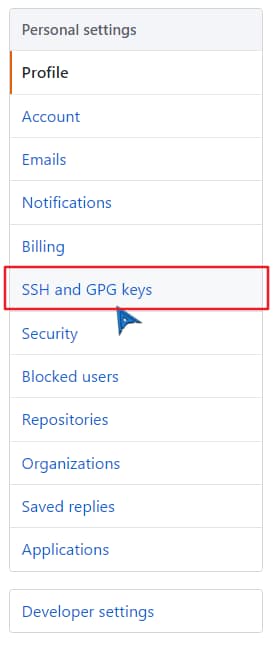 Personal settings
Profile
Account
Emails
Notifications
Billing
SSH and GPG keys
Security
Blocked users
Repositories
Organizations
Saved replies
Applications
Developer settings